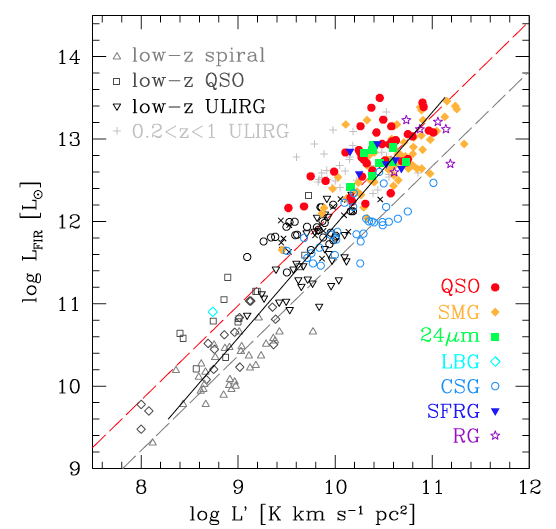 14
13
12
11
10
9
log L_FIR [L_⊙]
low-z spiral
low-z QSO
low-z ULIRG
0.2<z<1 ULIRG
QSO
SMG
24μm
LBG
CSG
SFRG
RG
8 9 10 11 12
log L' [K km s⁻¹ pc²]